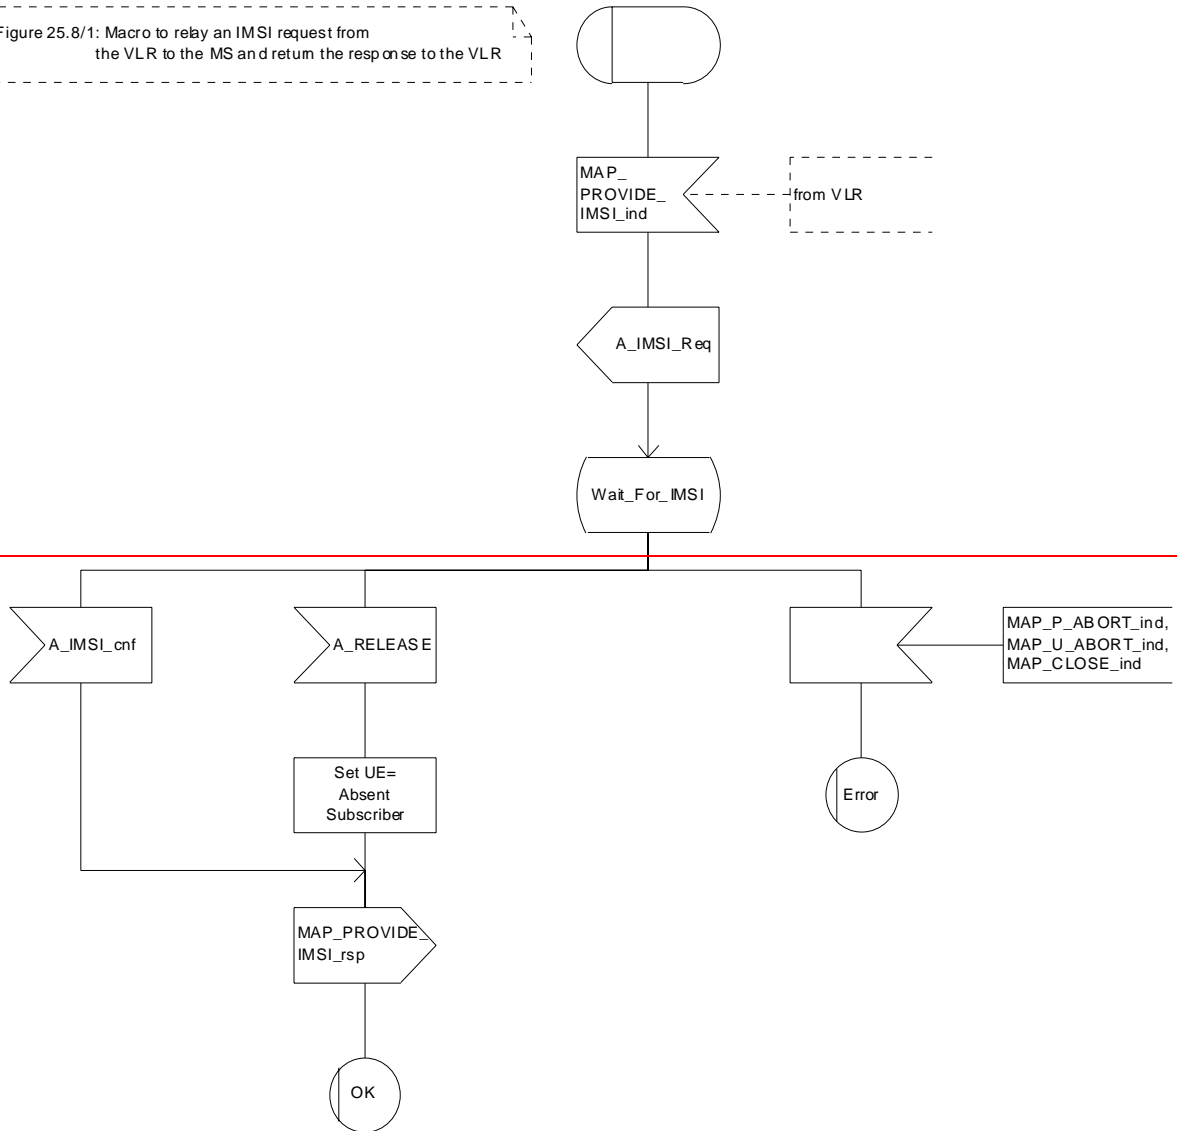 Figure 25.8/1: Macro to relay an IMSI request from
the VLR to the MS and return the response to the VLR
MAP_
PROVIDE_
IMSI_ind
from VLR
A_IMSI_Req
Wait_For_IMSI
A_IMSI_cnf
A_RELEASE
MAP_P_ABORT_ind,
MAP_U_ABORT_ind,
MAP_CLOSE_ind
Set UE=
Absent
Subscriber
Error
MAP_PROVIDE_
IMSI_rsp
OK